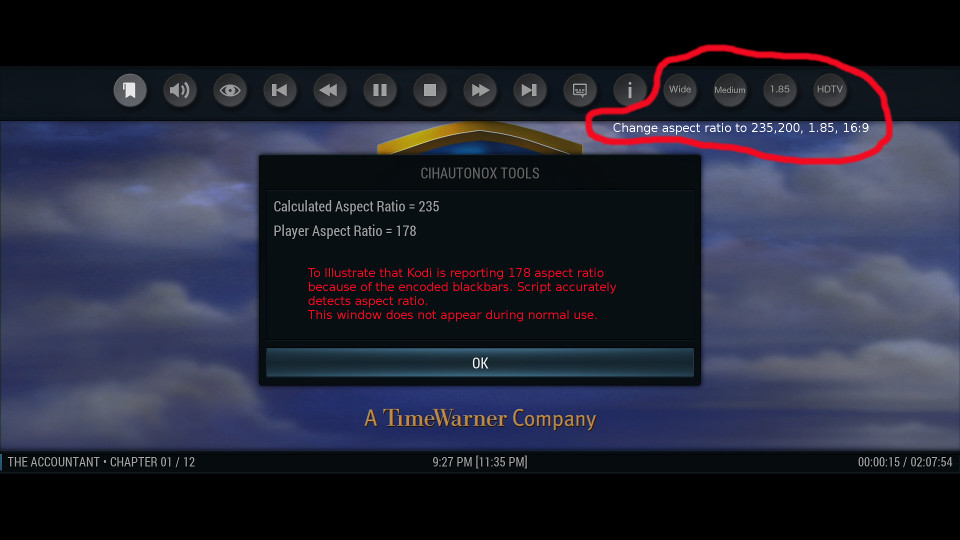 Wide Medium 1.85 HDTV
Change aspect ratio to 235,200, 1.85, 16:9
CIHAUTONOX TOOLS
Calculated Aspect Ratio = 235
Player Aspect Ratio = 178
To Illustrate that Kodi is reporting 178 aspect ratio
because of the encoded blackbars. Script accurately
detects aspect ratio.
This window does not appear during normal use.
OK
A TimeWarner Company
THE ACCOUNTANT • CHAPTER 01 / 12 9:27 PM [11:35 PM] 00:00:15 / 02:07:54